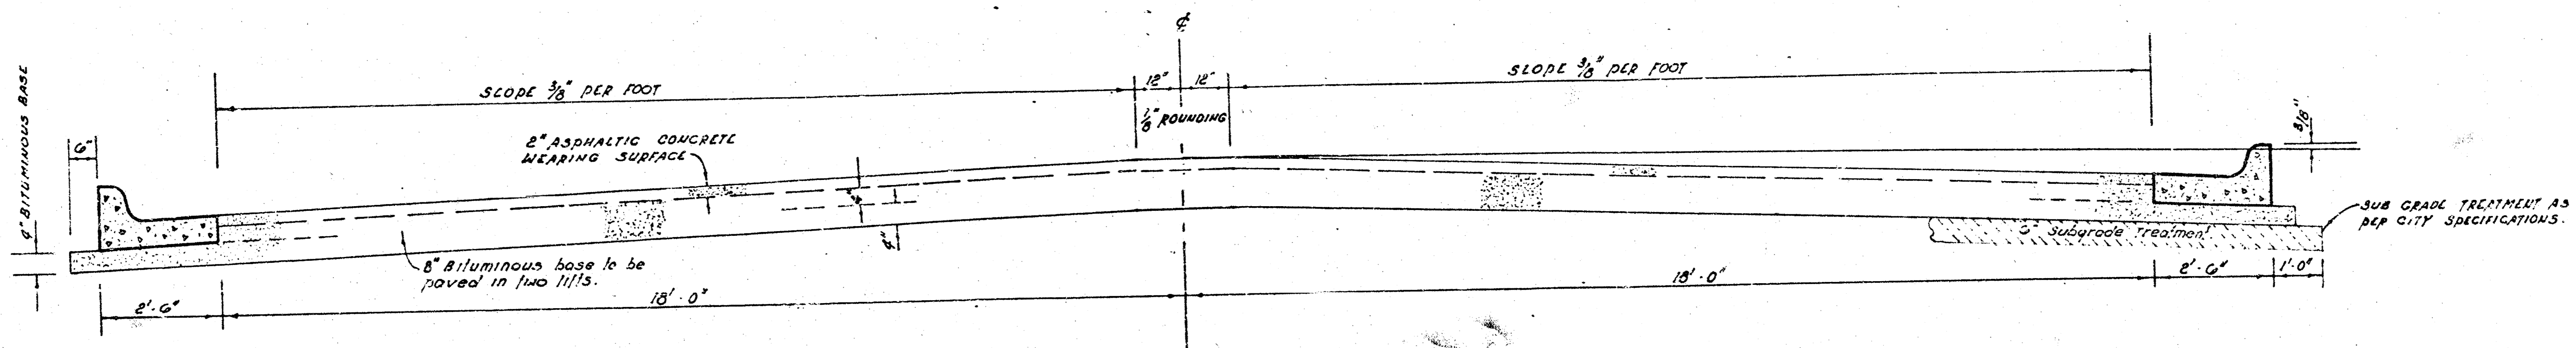 ℄
SLOPE 3/8" PER FOOT
12" 12"
SLOPE 3/8" PER FOOT
1/8" ROUNDING
4" BITUMINOUS BASE
6"
2" ASPHALTIC CONCRETE
WEARING SURFACE
4"
8" Bituminous base to be
paved in two lifts.
SUB GRADE TREATMENT AS
PER CITY SPECIFICATIONS.
6" Subgrade Treatment
2'-6"
18'-0"
18'-0"
2'-6"
1'-0"